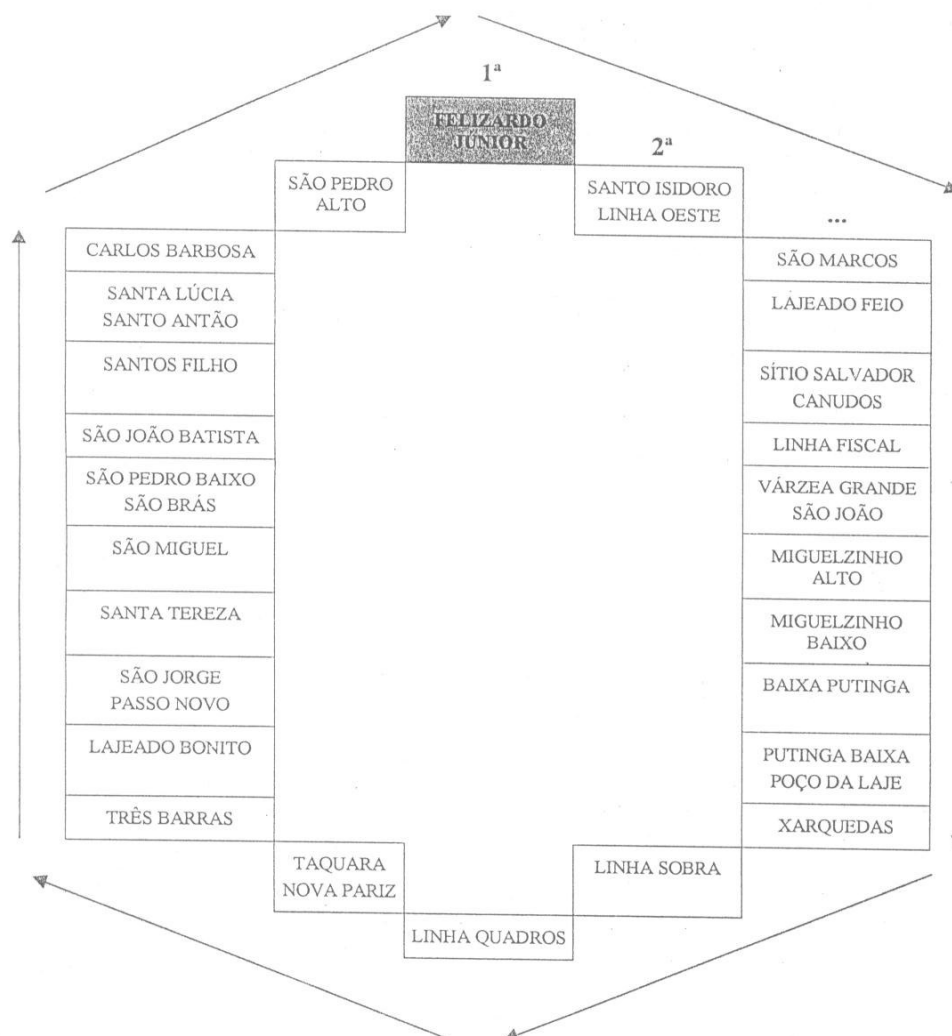 1ª
FELIZARDO
JÚNIOR
2ª
SANTO ISIDORO
LINHA OESTE
...
SÃO MARCOS
LAJEADO FEIO
SÍTIO SALVADOR
CANUDOS
LINHA FISCAL
VÁRZEA GRANDE
SÃO JOÃO
MIGUELZINHO
ALTO
MIGUELZINHO
BAIXO
BAIXA PUTINGA
PUTINGA BAIXA
POÇO DA LAJE
XARQUEDAS
LINHA SOBRA
LINHA QUADROS
TAQUARA
NOVA PARIZ
TRÊS BARRAS
LAJEADO BONITO
SÃO JORGE
PASSO NOVO
SANTA TEREZA
SÃO MIGUEL
SÃO PEDRO BAIXO
SÃO BRÁS
SÃO JOÃO BATISTA
SANTOS FILHO
SANTA LÚCIA
SANTO ANTÃO
CARLOS BARBOSA
SÃO PEDRO
ALTO